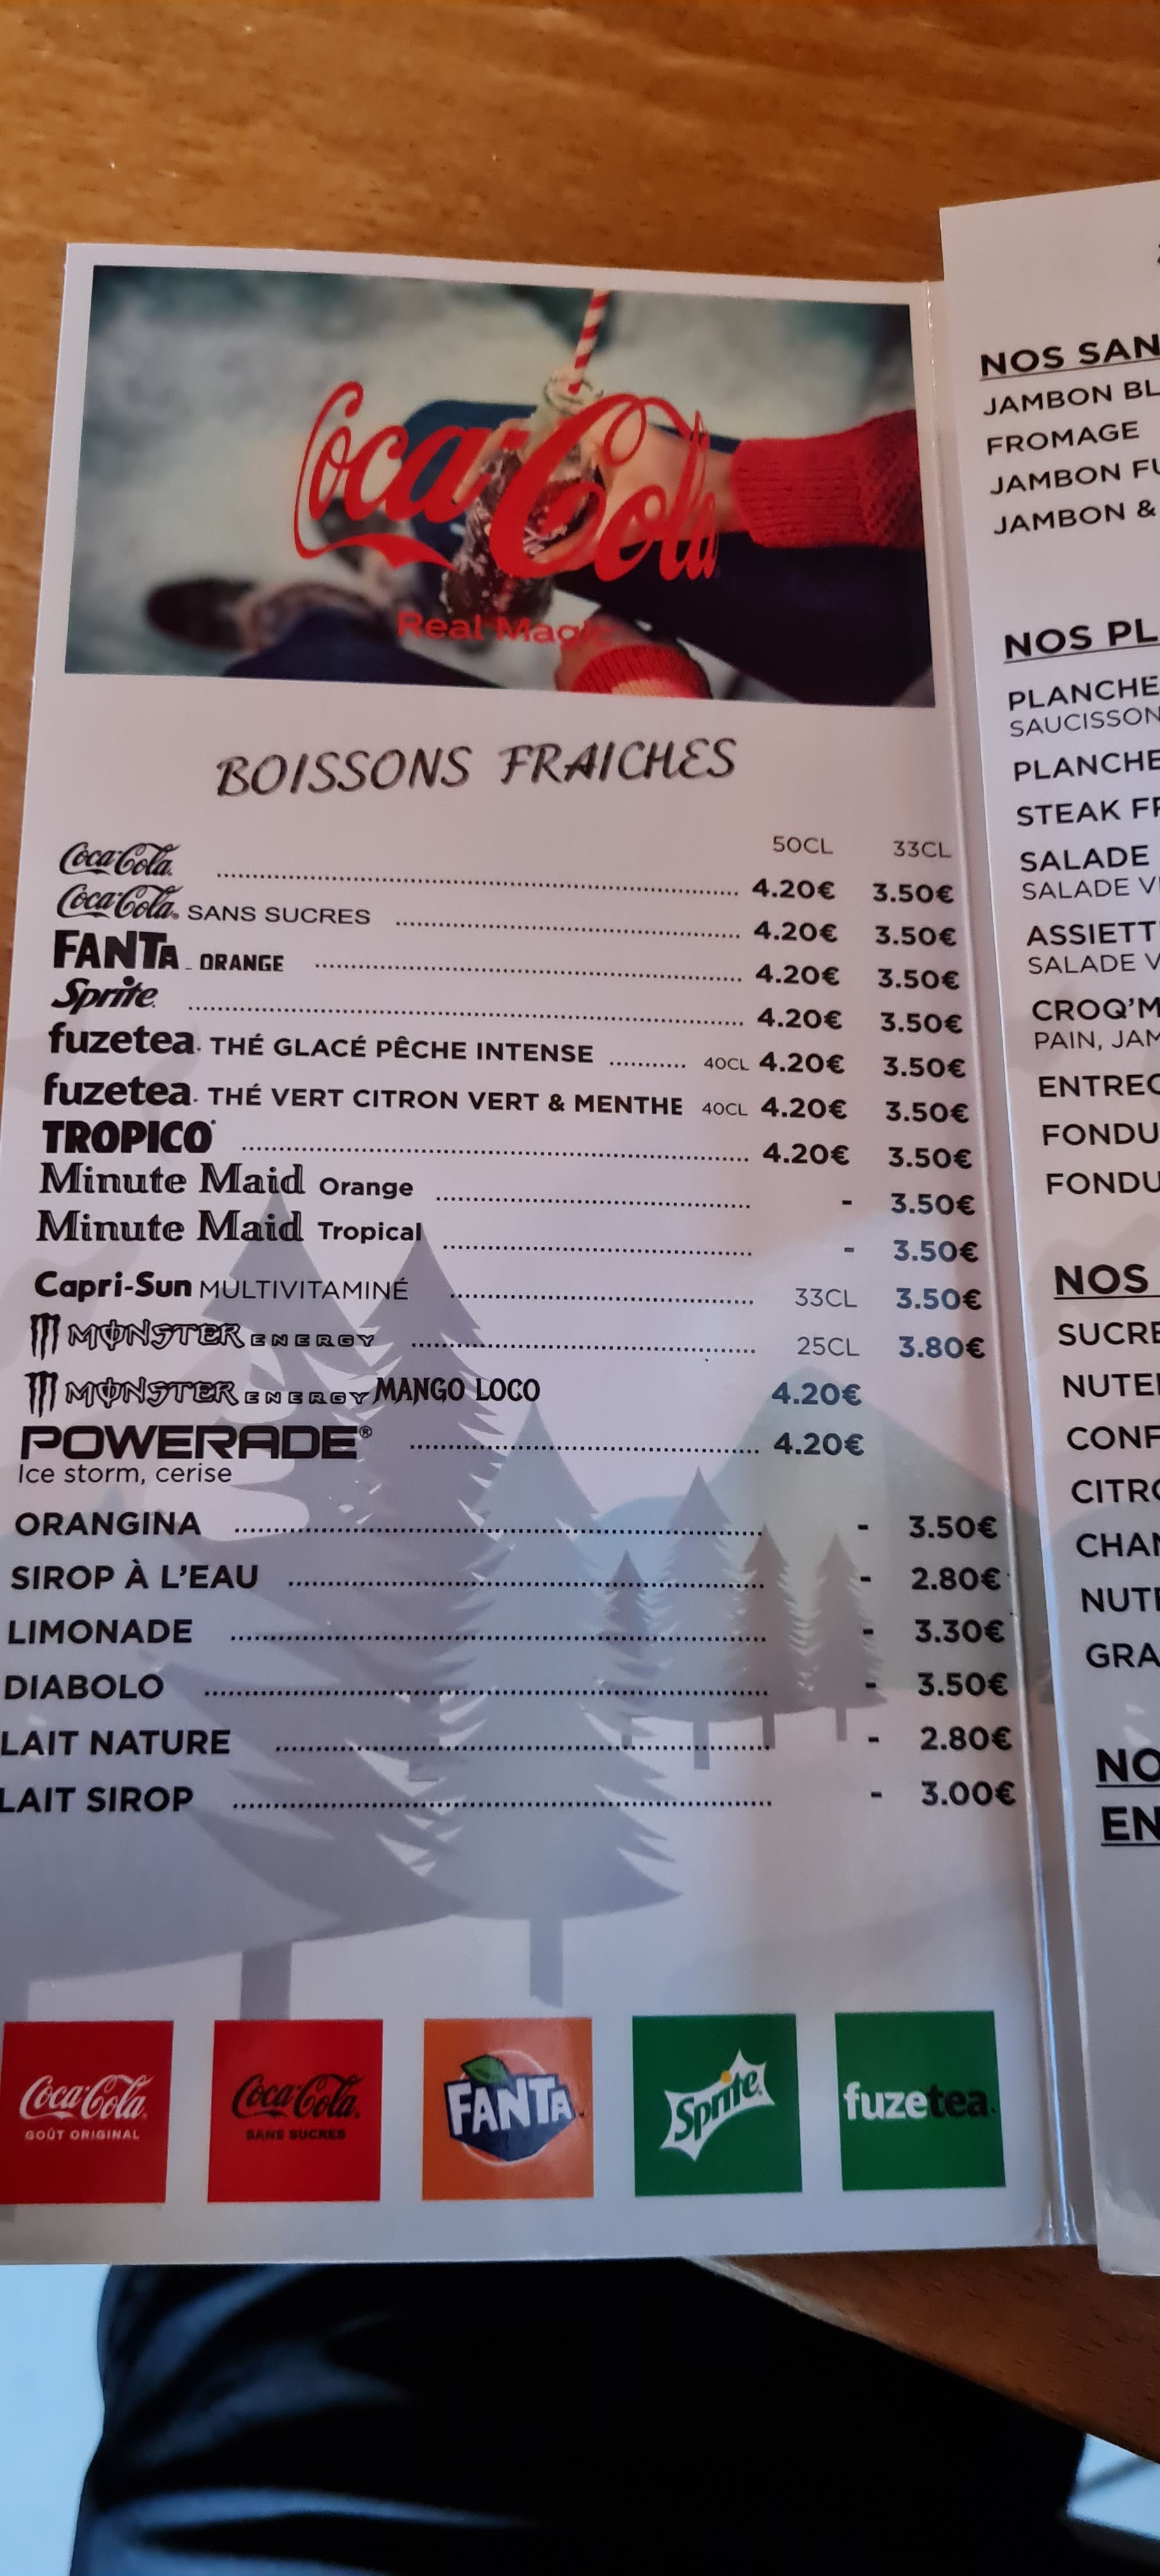 Coca-Cola
Real Magic
BOISSONS FRAICHES
50CL 33CL
Coca-Cola ........ 4.20€ 3.50€
Coca-Cola SANS SUCRES ........ 4.20€ 3.50€
FANTA ORANGE ........ 4.20€ 3.50€
Sprite ........ 4.20€ 3.50€
fuzetea THÉ GLACÉ PÊCHE INTENSE ........ 40CL 4.20€ 3.50€
fuzetea THÉ VERT CITRON VERT & MENTHE 40CL 4.20€ 3.50€
TROPICO ........ 4.20€ 3.50€
Minute Maid Orange ........ - 3.50€
Minute Maid Tropical ........ - 3.50€
Capri-Sun MULTIVITAMINÉ ........ 33CL 3.50€
MONSTER ENERGY ........ 25CL 3.80€
MONSTER ENERGY MANGO LOCO 4.20€
POWERADE® ........ 4.20€
Ice storm, cerise
ORANGINA ........ - 3.50€
SIROP À L'EAU ........ - 2.80€
LIMONADE ........ - 3.30€
DIABOLO ........ - 3.50€
LAIT NATURE ........ - 2.80€
LAIT SIROP ........ - 3.00€
Coca-Cola
GOÛT ORIGINAL
Coca-Cola
SANS SUCRES
FANTA
Sprite
fuzetea
NOS SAN
JAMBON BL
FROMAGE
JAMBON FU
JAMBON &
NOS PL
PLANCHE
SAUCISSON
PLANCHE
STEAK FR
SALADE
SALADE V
ASSIETT
SALADE V
CROQ'M
PAIN, JAM
ENTREC
FONDU
FONDU
NOS
SUCRE
NUTE
CONF
CITRO
CHAN
NUTE
GRA
NO
EN